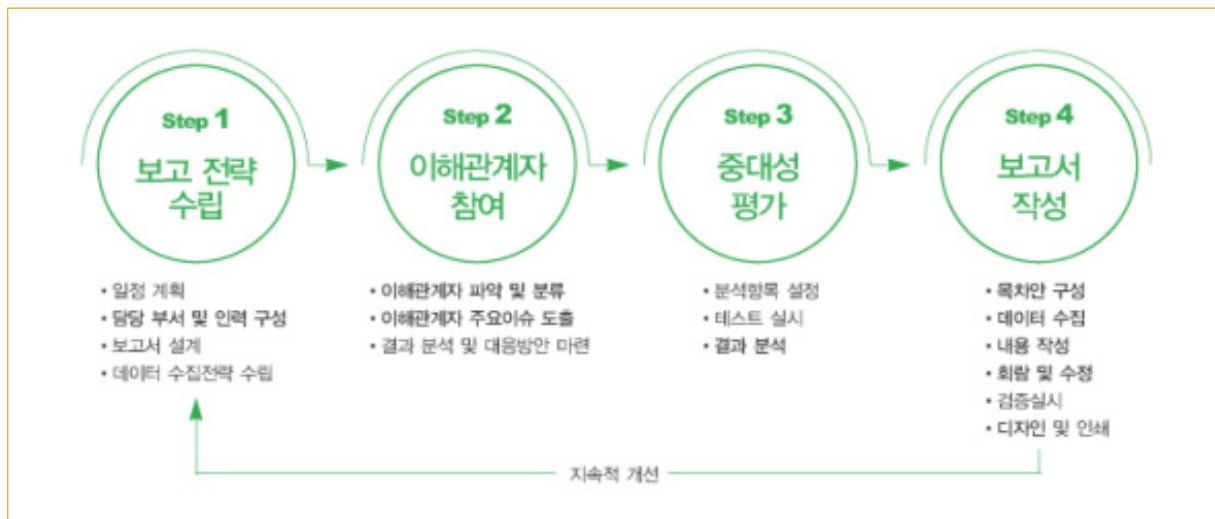 Step 1
보고 전략
수립
• 일정 계획
• 담당 부서 및 인력 구성
• 보고서 설계
• 데이터 수집전략 수립
Step 2
이해관계자
참여
• 이해관계자 파악 및 분류
• 이해관계자 주요이슈 도출
• 결과 분석 및 대응방안 마련
Step 3
중대성
평가
• 분석항목 설정
• 테스트 실시
• 결과 분석
Step 4
보고서
작성
• 목차안 구성
• 데이터 수집
• 내용 작성
• 회람 및 수정
• 검증실시
• 디자인 및 인쇄
지속적 개선